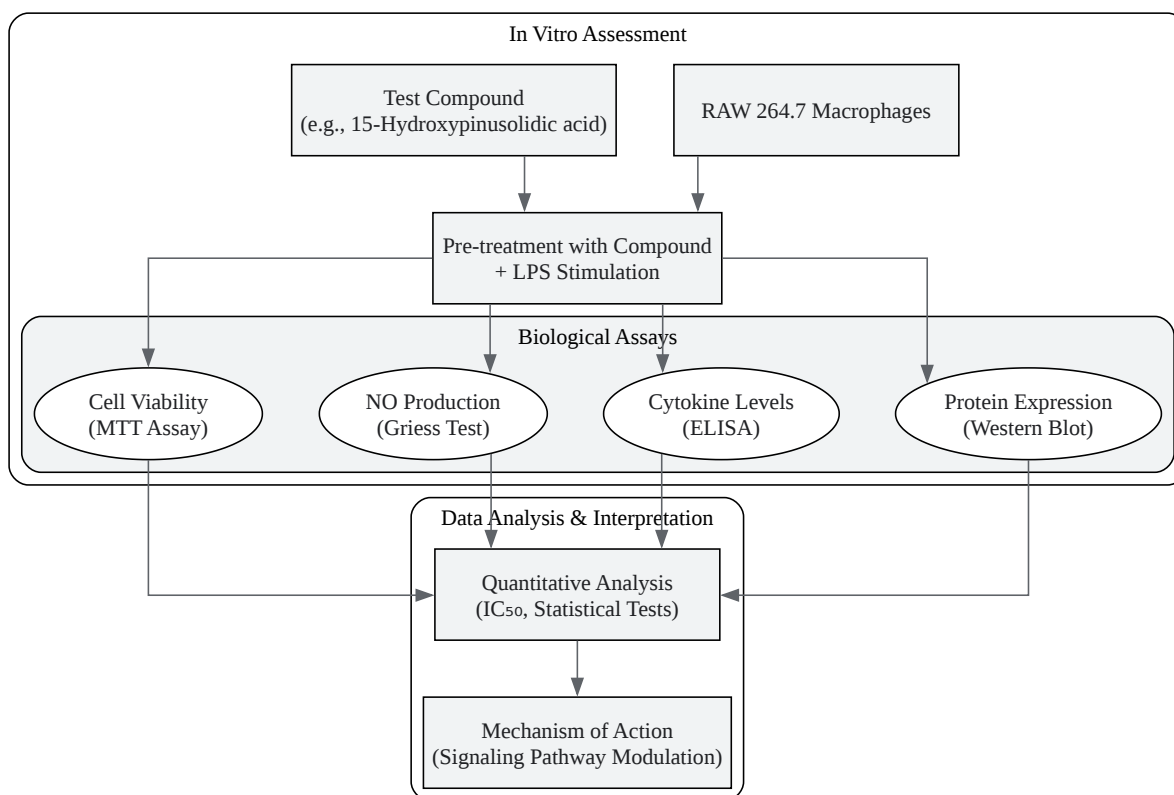 In Vitro Assessment
Test Compound
(e.g., 15-Hydroxypinusolidic acid)
RAW 264.7 Macrophages
Pre-treatment with Compound
+ LPS Stimulation
Biological Assays
Cell Viability
(MTT Assay)
NO Production
(Griess Test)
Cytokine Levels
(ELISA)
Protein Expression
(Western Blot)
Data Analysis & Interpretation
Quantitative Analysis
(IC₅₀, Statistical Tests)
Mechanism of Action
(Signaling Pathway Modulation)